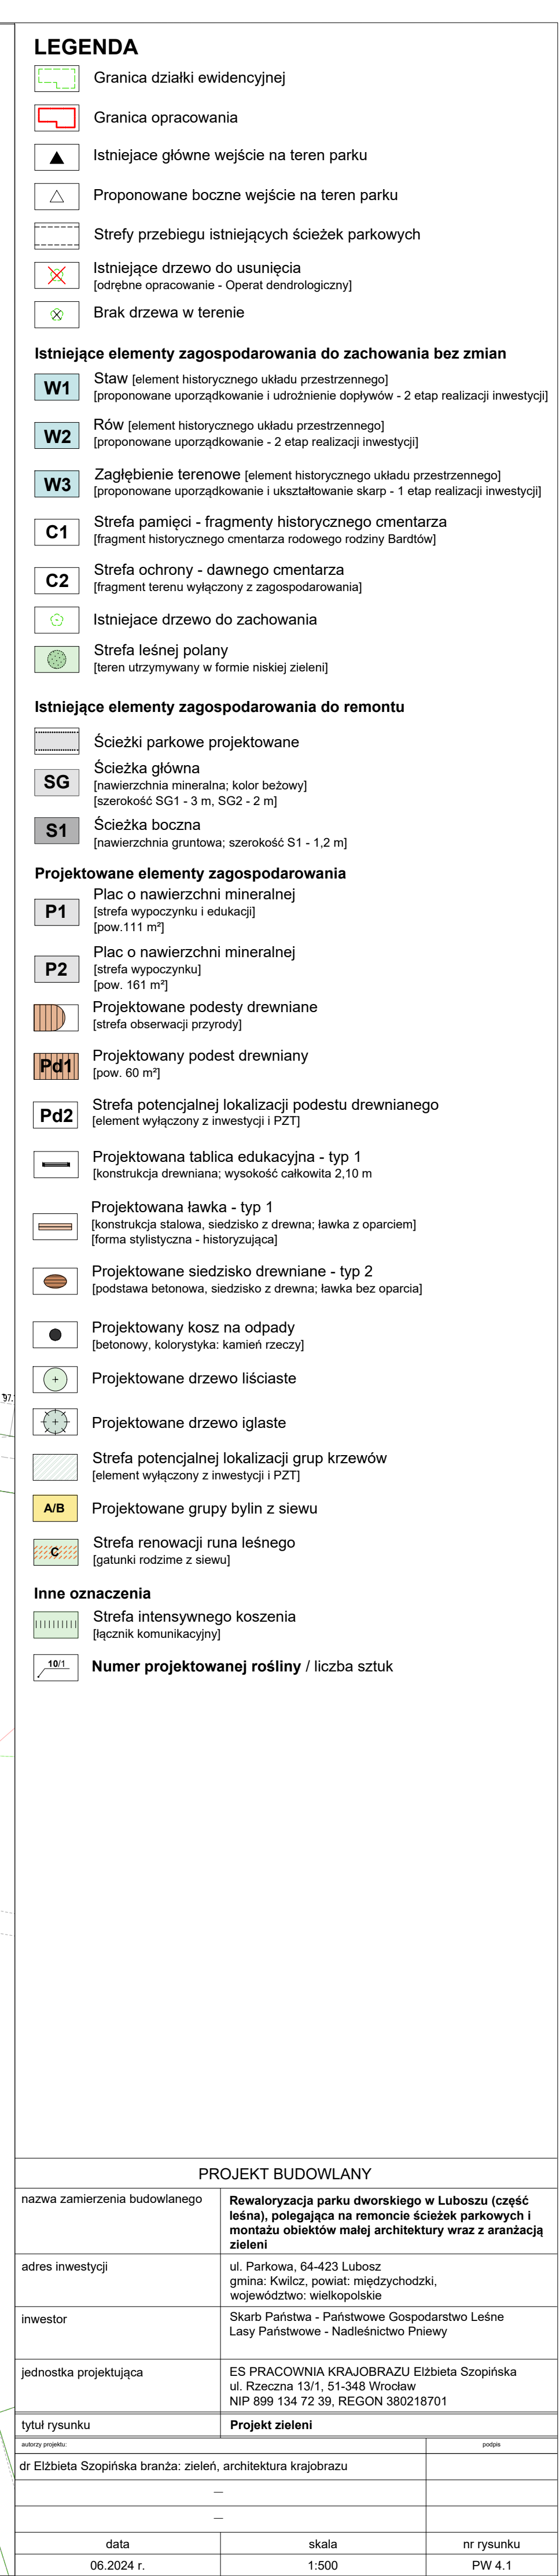 LEGENDA
Granica działki ewidencyjnej
Granica opracowania
Istniejace główne wejście na teren parku
Proponowane boczne wejście na teren parku
Strefy przebiegu istniejących ścieżek parkowych
Istniejące drzewo do usunięcia
[odrębne opracowanie - Operat dendrologiczny]
Brak drzewa w terenie
Istniejące elementy zagospodarowania do zachowania bez zmian
W1
Staw [element historycznego układu przestrzennego]
[proponowane uporządkowanie i udrożnienie dopływów - 2 etap realizacji inwestycji]
W2
Rów [element historycznego układu przestrzennego]
[proponowane uporządkowanie - 2 etap realizacji inwestycji]
W3
Zagłębienie terenowe [element historycznego układu przestrzennego]
[proponowane uporządkowanie i ukształtowanie skarp - 1 etap realizacji inwestycji]
C1
Strefa pamięci - fragmenty historycznego cmentarza
[fragment historycznego cmentarza rodowego rodziny Bardtów]
C2
Strefa ochrony - dawnego cmentarza
[fragment terenu wyłączony z zagospodarowania]
Istniejace drzewo do zachowania
Strefa leśnej polany
[teren utrzymywany w formie niskiej zieleni]
Istniejące elementy zagospodarowania do remontu
Ścieżki parkowe projektowane
SG
Ścieżka główna
[nawierzchnia mineralna; kolor beżowy]
[szerokość SG1 - 3 m, SG2 - 2 m]
S1
Ścieżka boczna
[nawierzchnia gruntowa; szerokość S1 - 1,2 m]
Projektowane elementy zagospodarowania
P1
Plac o nawierzchni mineralnej
[strefa wypoczynku i edukacji]
[pow.111 m²]
P2
Plac o nawierzchni mineralnej
[strefa wypoczynku]
[pow. 161 m²]
Projektowane podesty drewniane
[strefa obserwacji przyrody]
Pd1
Projektowany podest drewniany
[pow. 60 m²]
Pd2
Strefa potencjalnej lokalizacji podestu drewnianego
[element wyłączony z inwestycji i PZT]
Projektowana tablica edukacyjna - typ 1
[konstrukcja drewniana; wysokość całkowita 2,10 m
Projektowana ławka - typ 1
[konstrukcja stalowa, siedzisko z drewna; ławka z oparciem]
[forma stylistyczna - historyzująca]
Projektowane siedzisko drewniane - typ 2
[podstawa betonowa, siedzisko z drewna; ławka bez oparcia]
Projektowany kosz na odpady
[betonowy, kolorystyka: kamień rzeczy]
Projektowane drzewo liściaste
97.
Projektowane drzewo iglaste
Strefa potencjalnej lokalizacji grup krzewów
[element wyłączony z inwestycji i PZT]
A/B
Projektowane grupy bylin z siewu
C
Strefa renowacji runa leśnego
[gatunki rodzime z siewu]
Inne oznaczenia
Strefa intensywnego koszenia
[łącznik komunikacyjny]
10/1
Numer projektowanej rośliny / liczba sztuk
PROJEKT BUDOWLANY
nazwa zamierzenia budowlanego
Rewaloryzacja parku dworskiego w Luboszu (część
leśna), polegająca na remoncie ścieżek parkowych i
montażu obiektów małej architektury wraz z aranżacją
zieleni
adres inwestycji
ul. Parkowa, 64-423 Lubosz
gmina: Kwilcz, powiat: międzychodzki,
województwo: wielkopolskie
inwestor
Skarb Państwa - Państwowe Gospodarstwo Leśne
Lasy Państwowe - Nadleśnictwo Pniewy
jednostka projektująca
ES PRACOWNIA KRAJOBRAZU Elżbieta Szopińska
ul. Rzeczna 13/1, 51-348 Wrocław
NIP 899 134 72 39, REGON 380218701
tytuł rysunku
Projekt zieleni
autorzy projektu:
podpis
dr Elżbieta Szopińska branża: zieleń, architektura krajobrazu
—
—
data
skala
nr rysunku
06.2024 r.
1:500
PW 4.1